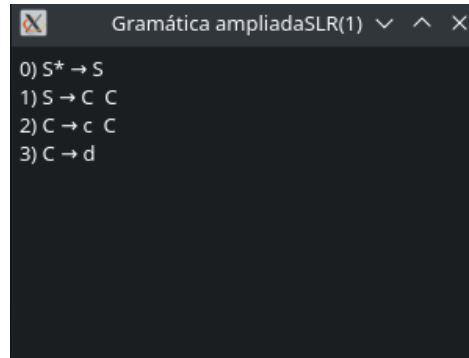 Gramática ampliadaSLR(1)
0) S* → S
1) S → C C
2) C → c C
3) C → d